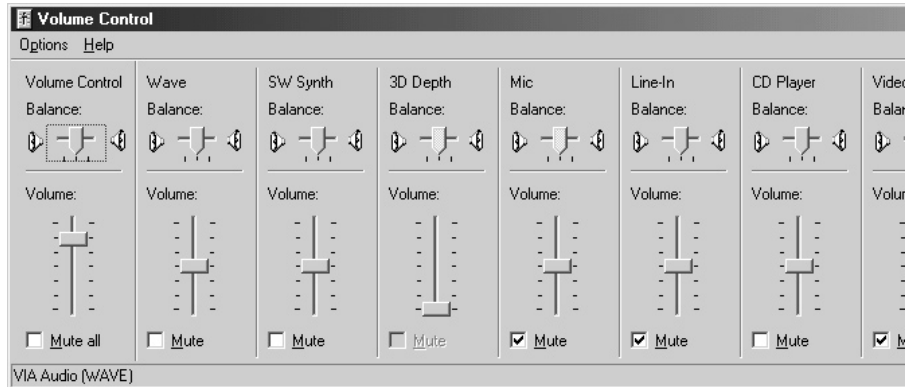 Volume Control
Options Help
Volume Control Wave SW Synth 3D Depth Mic Line-In CD Player
Balance: Balance: Balance: Balance: Balance: Balance: Balance:
Volume: Volume: Volume: Volume: Volume: Volume: Volume:
Mute all Mute Mute Mute Mute Mute Mute
VIA Audio (WAVE)